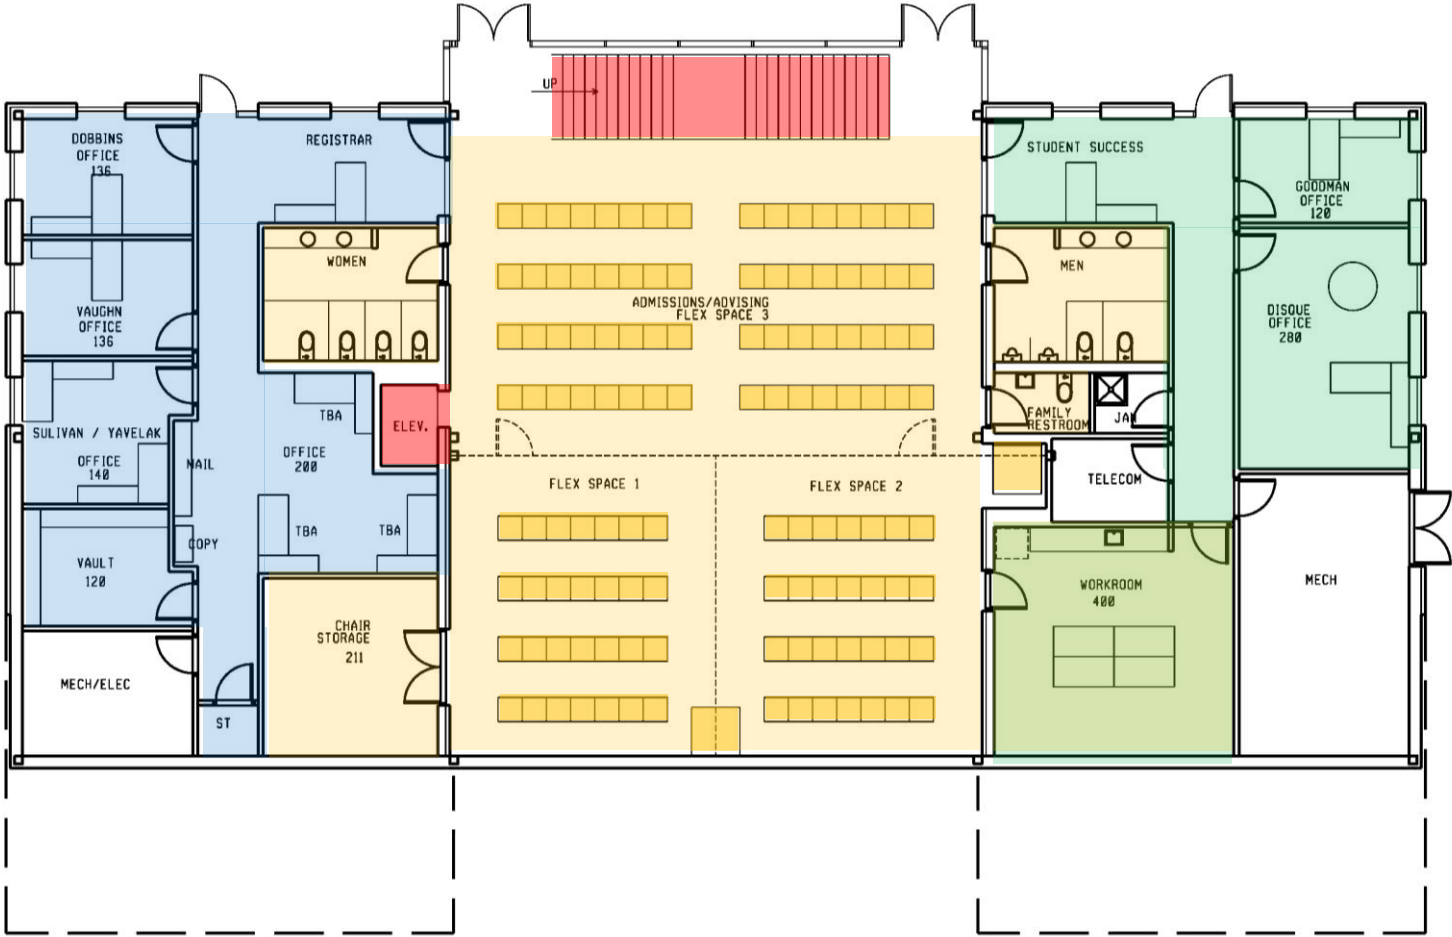 UP
DOBBINS
OFFICE
136
REGISTRAR
STUDENT SUCCESS
GOODMAN
OFFICE
120
WOMEN
MEN
ADMISSIONS/ADVISING
FLEX SPACE 3
VAUGHN
OFFICE
136
DISQUE
OFFICE
280
TBA
ELEV.
FAMILY
RESTROOM
JAN
SULIVAN / YAVELAK
OFFICE
140
MAIL
OFFICE
200
TELECOM
FLEX SPACE 1
FLEX SPACE 2
COPY
TBA
TBA
VAULT
120
WORKROOM
400
MECH
CHAIR
STORAGE
211
MECH/ELEC
ST